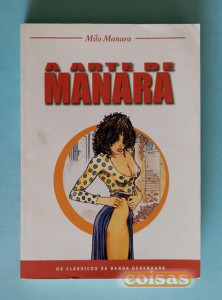 Milo Manara
A ARTE DE
MANARA
OS CLÁSSICOS DA BANDA DESENHADA
coisas